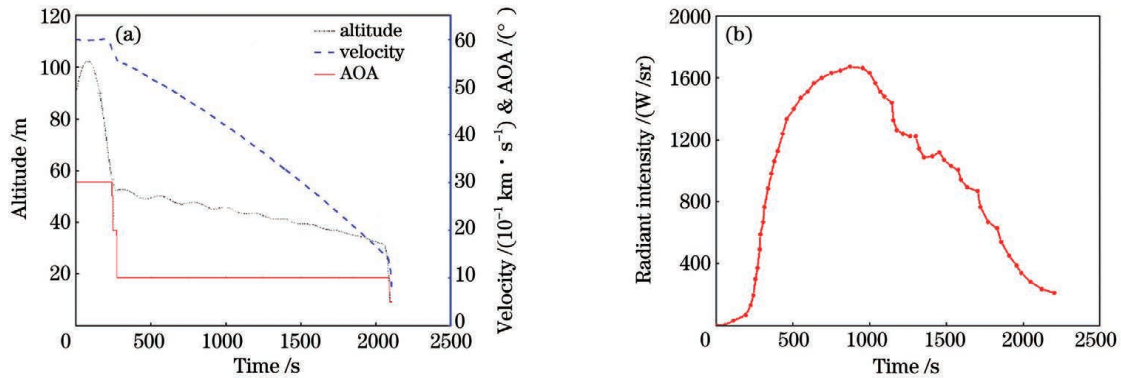 (a)
altitude
velocity
AOA
120
100
80
60
40
20
60
50
40
30
20
10
0
0 500 1000 1500 2000 2500
Altitude /m
Velocity /(10⁻¹ km · s⁻¹) & AOA /(°)
Time /s
(b)
2000
1600
1200
800
400
0 500 1000 1500 2000 2500
Radiant intensity /(W /sr)
Time /s